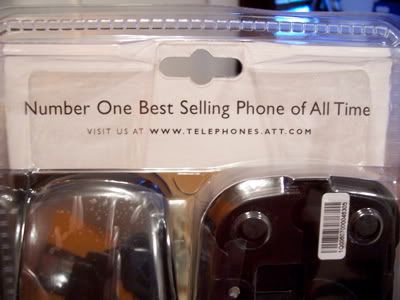 Number One Best Selling Phone of All Time
VISIT US AT WWW.TELEPHONES.ATT.COM